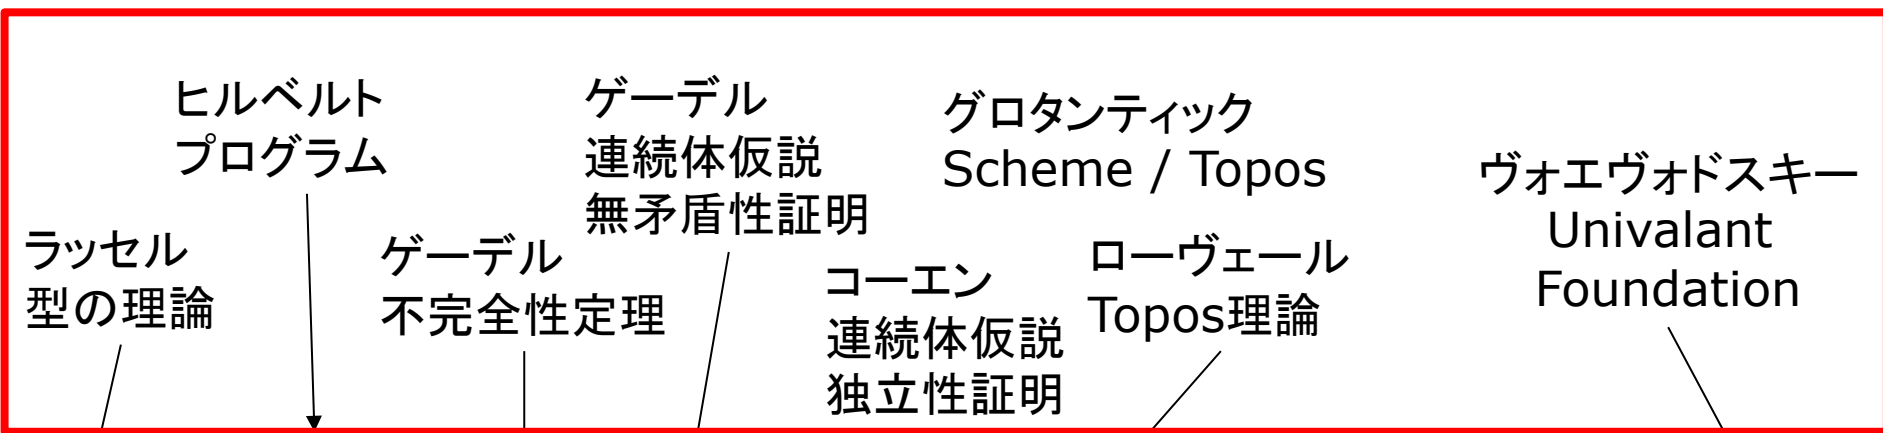 ラッセル
型の理論
ヒルベルト
プログラム
ゲーデル
不完全性定理
ゲーデル
連続体仮説
無矛盾性証明
コーエン
連続体仮説
独立性証明
グロタンティック
Scheme / Topos
ローヴェール
Topos理論
ヴォエヴォドスキー
Univalant
Foundation